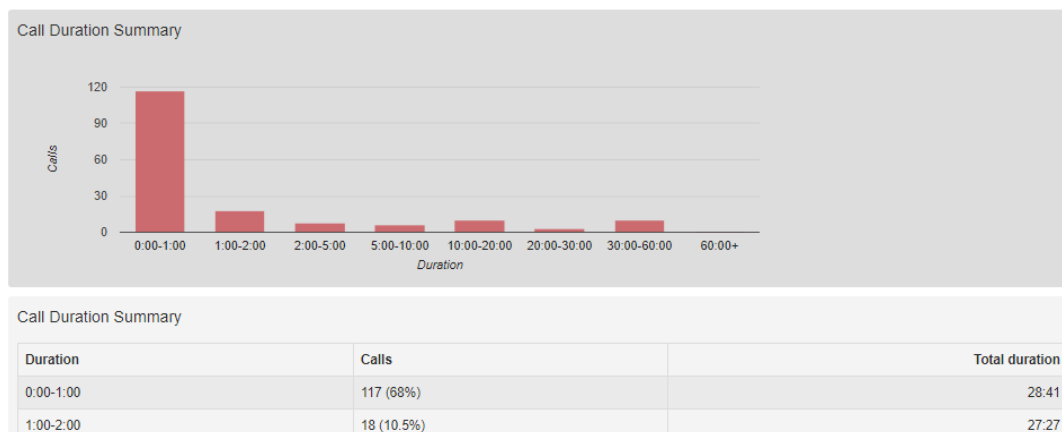 Call Duration Summary
120
90
60
30
0
Calls
0:00-1:00 1:00-2:00 2:00-5:00 5:00-10:00 10:00-20:00 20:00-30:00 30:00-60:00 60:00+
Duration
Call Duration Summary
Duration Calls Total duration
0:00-1:00 117 (68%) 28:41
1:00-2:00 18 (10.5%) 27:27